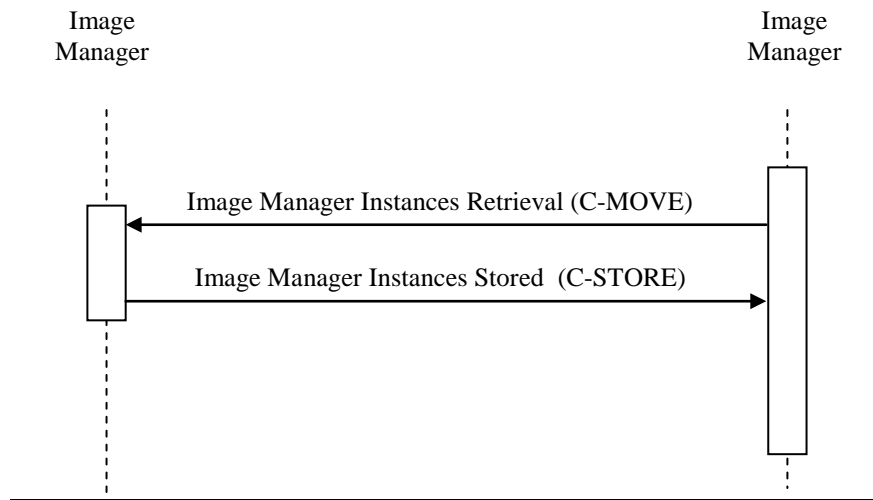 Image
Manager
Image
Manager
Image Manager Instances Retrieval (C-MOVE)
Image Manager Instances Stored  (C-STORE)